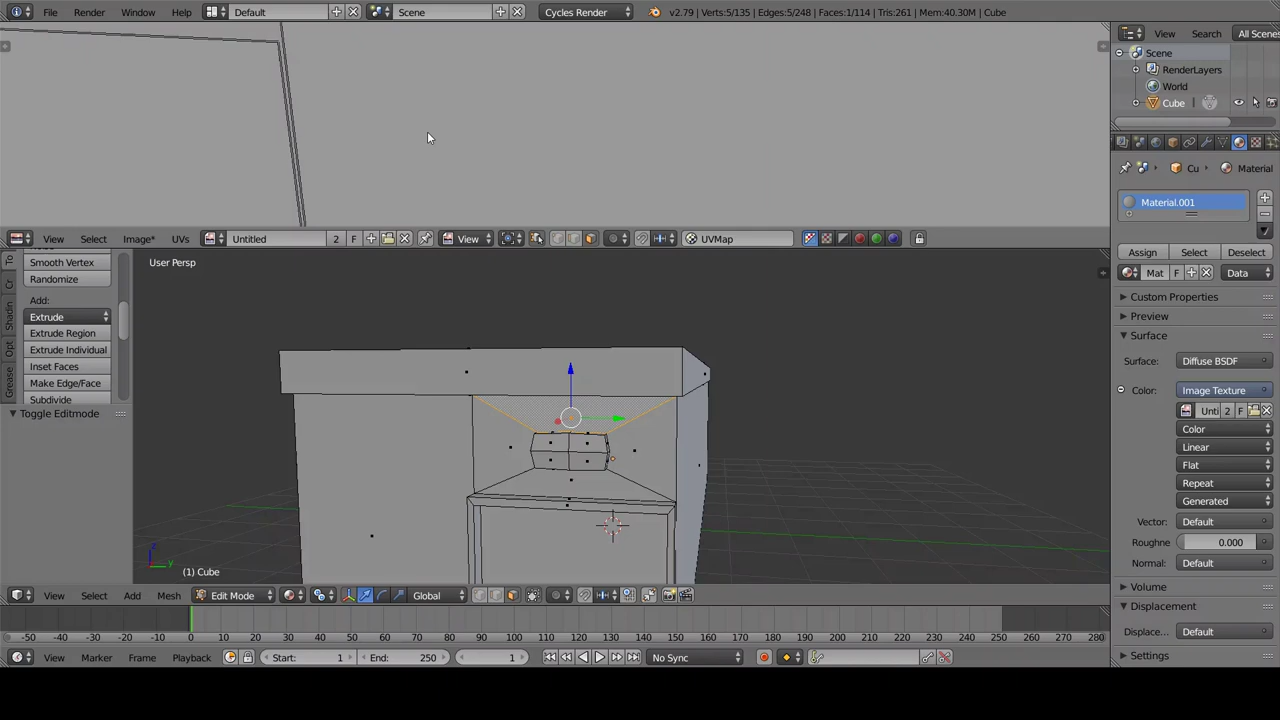 File Render Window Help Default Scene Cycles Render v2.79 | Verts:5/135 | Edges:5/248 | Faces:1/114 | Tris:261 | Mem:40.30M | Cube
View Search All Scenes
Scene
RenderLayers
World
Cube
Cu Material
Material.001
View Select Image* UVs Untitled 2 F View UVMap
Assign Select Deselect
Mat F Data
Smooth Vertex
Randomize
Add:
Extrude
Extrude Region
Extrude Individual
Inset Faces
Make Edge/Face
Subdivide
Toggle Editmode
To
Cr
Shadin
Opt
Grease
User Persp
(1) Cube
z
y
Custom Properties
Preview
Surface
Surface: Diffuse BSDF
Color: Image Texture
Unti 2 F
Color
Linear
Flat
Repeat
Generated
Vector: Default
Roughne 0.000
Normal: Default
Volume
Displacement
Displace... Default
Settings
View Select Add Mesh Edit Mode Global
-50 -40 -30 -20 -10 0 10 20 30 40 50 60 70 80 90 100 110 120 130 140 150 160 170 180 190 200 210 220 230 240 250 260 270 280
View Marker Frame Playback Start: 1 End: 250 1 No Sync